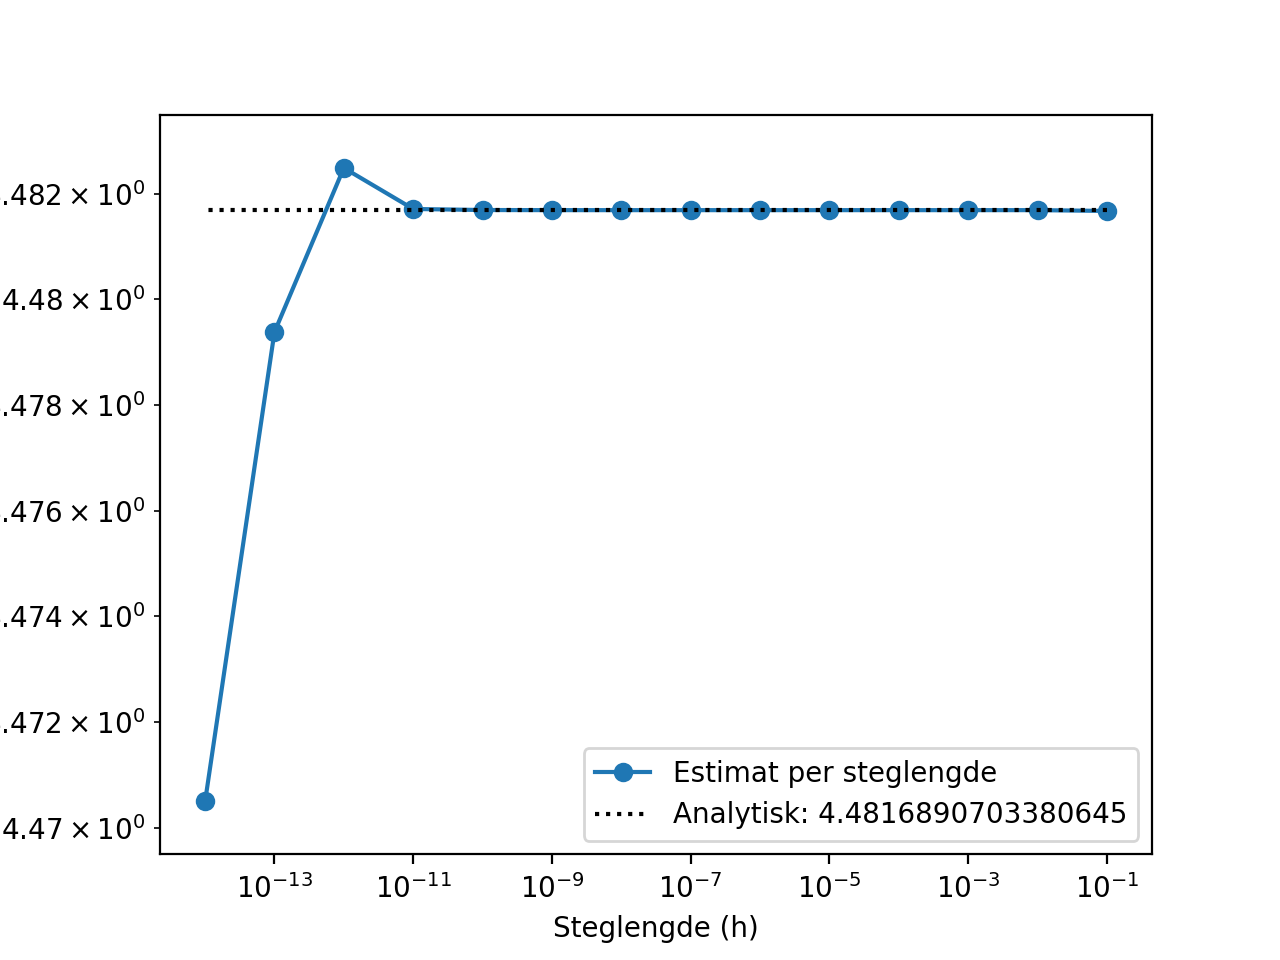 .482 × 10⁰
4.48 × 10⁰
.478 × 10⁰
.476 × 10⁰
.474 × 10⁰
.472 × 10⁰
4.47 × 10⁰
Estimat per steglengde
Analytisk: 4.4816890703380645
10⁻¹³ 10⁻¹¹ 10⁻⁹ 10⁻⁷ 10⁻⁵ 10⁻³ 10⁻¹
Steglengde (h)